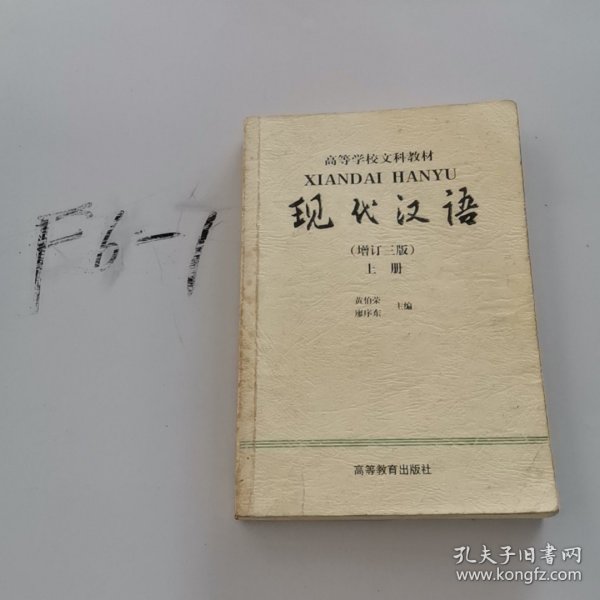 F6-1
高等学校文科教材
XIANDAI HANYU
现代汉语
(增订三版)
上 册
黄伯荣
廖序东 主编
高等教育出版社
孔夫子旧書网
www.kongfz.com